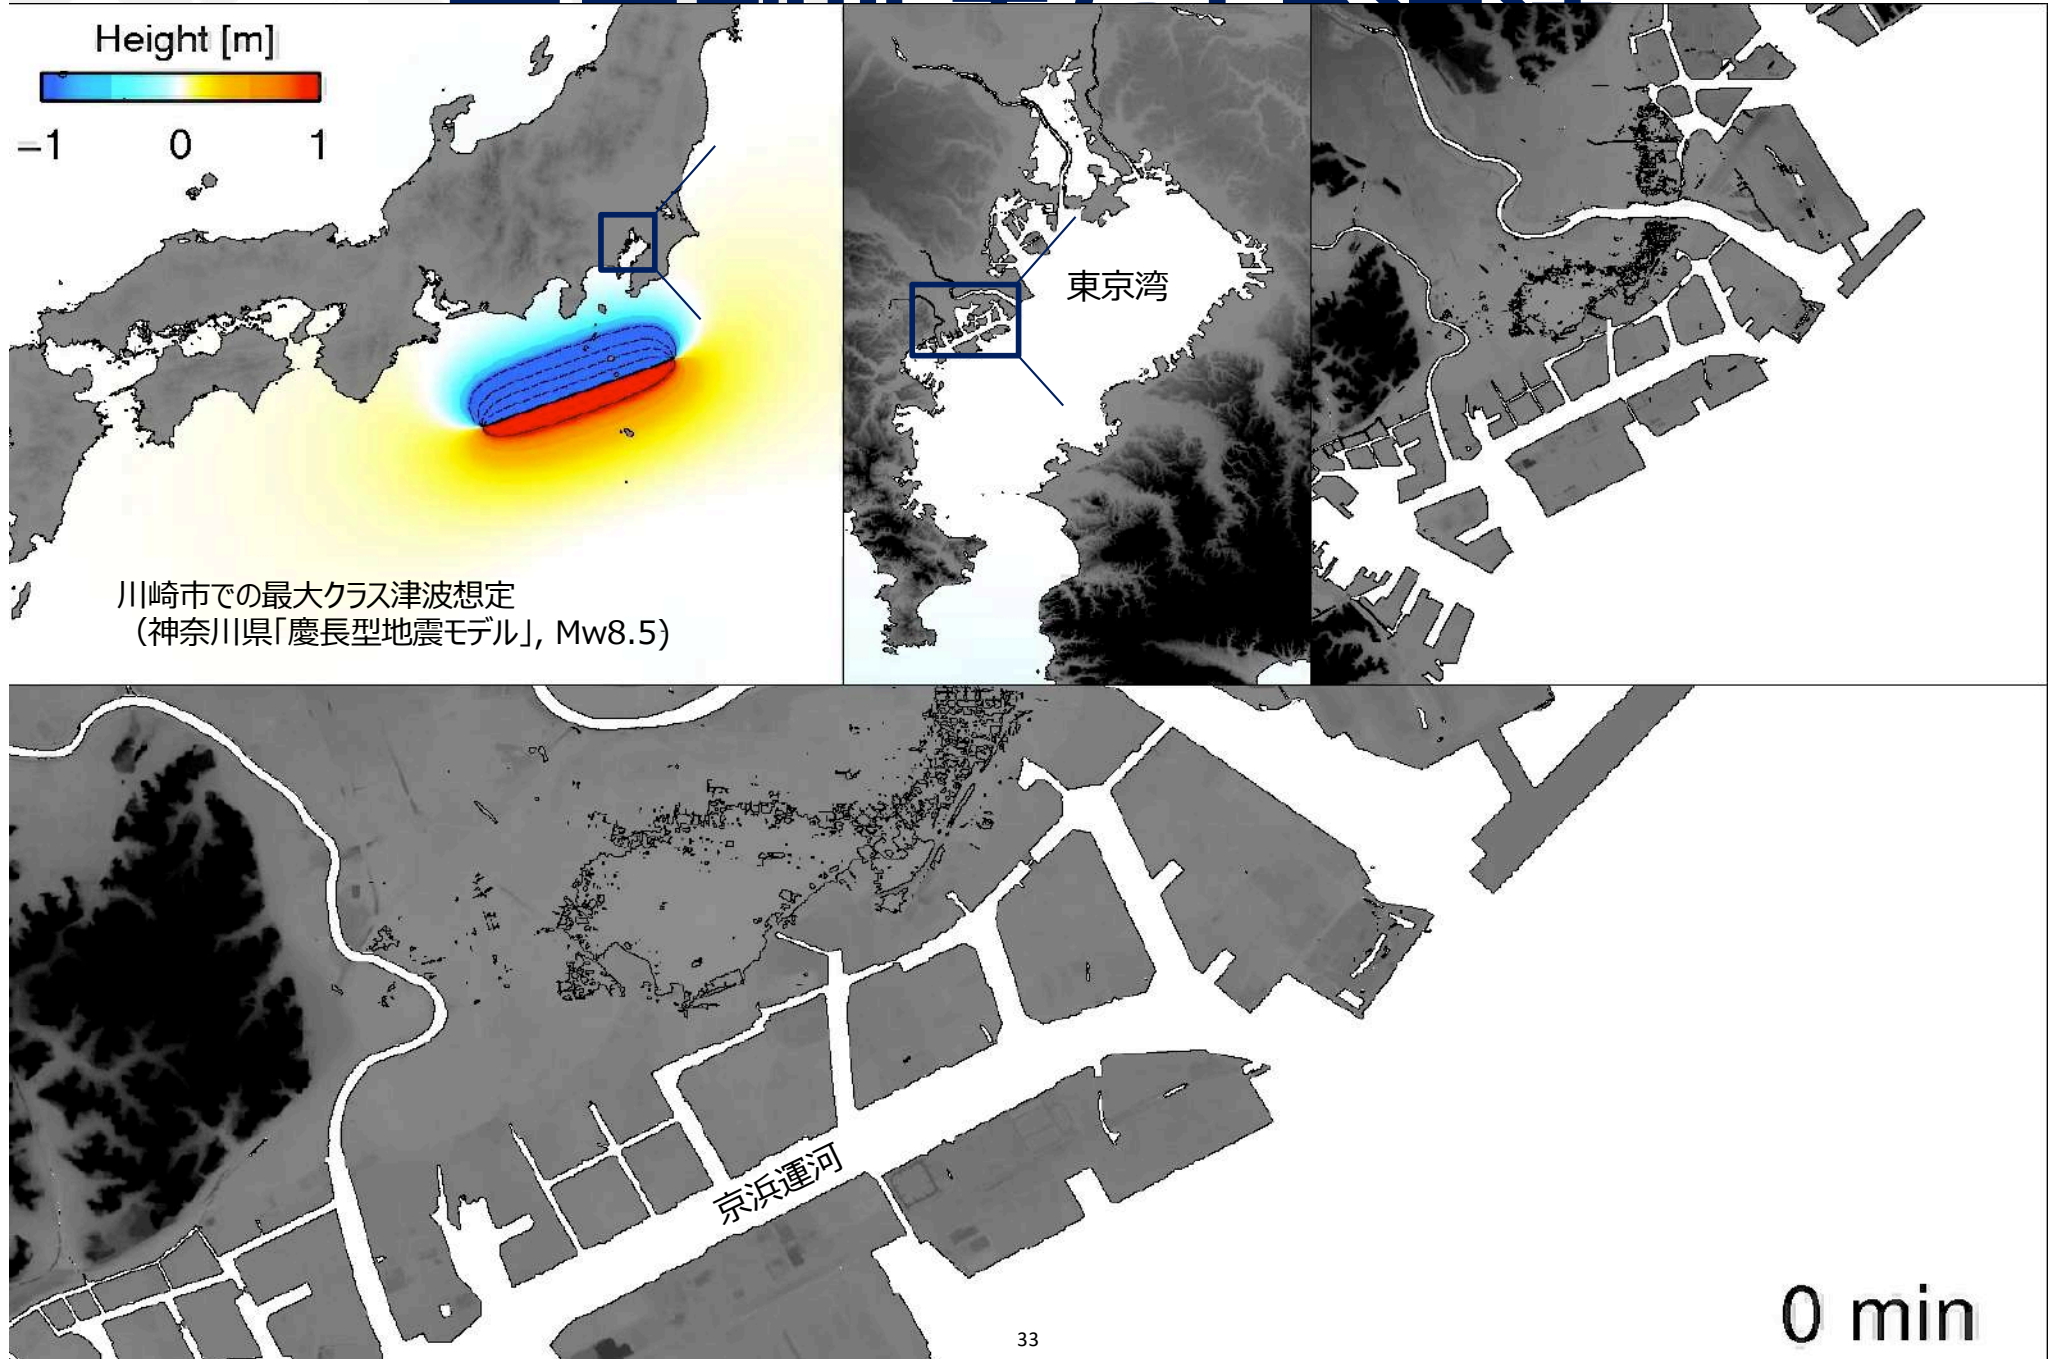 Height [m]
−1 0 1
東京湾
川崎市での最大クラス津波想定
（神奈川県「慶長型地震モデル」, Mw8.5）
京浜運河
0 min
33